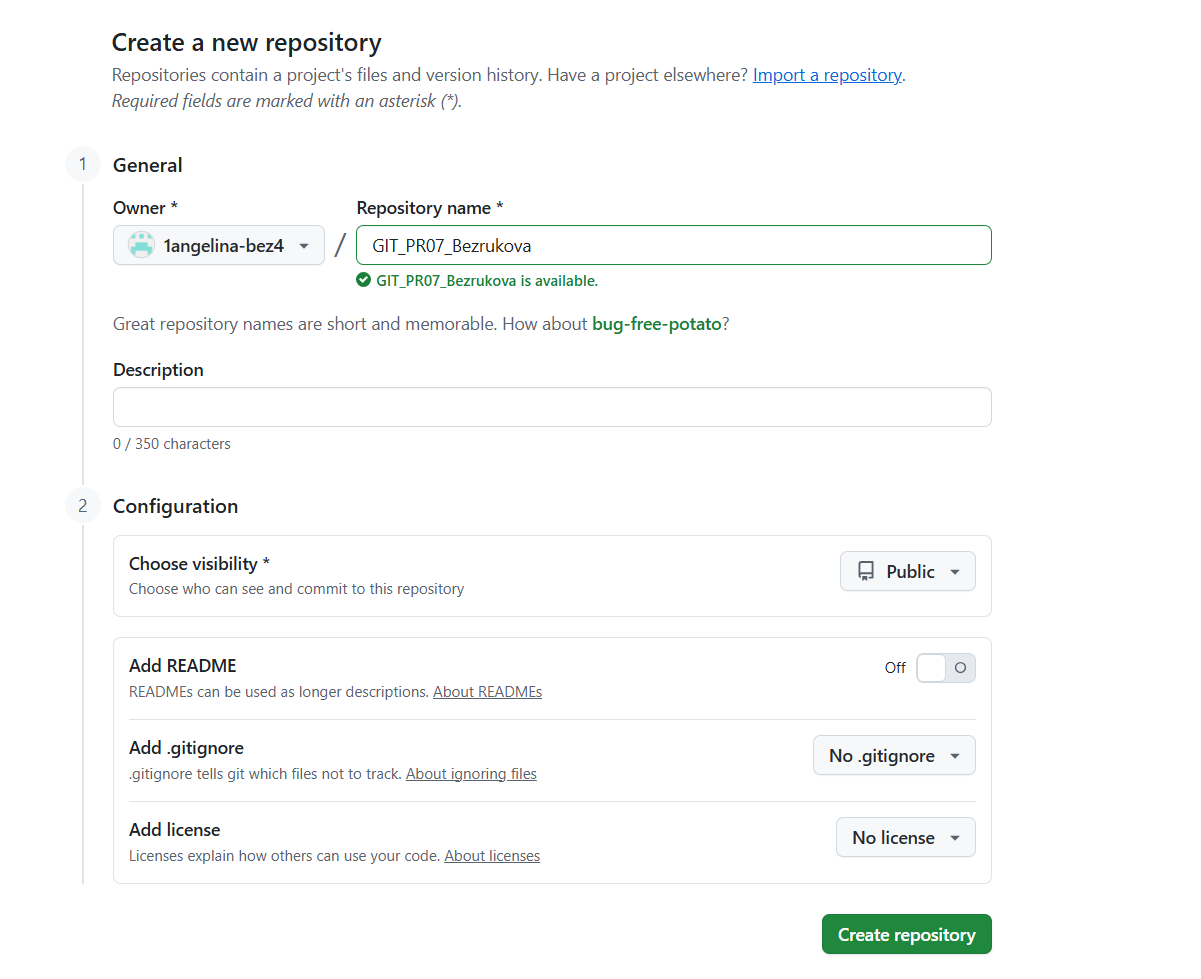 Create a new repository
Repositories contain a project's files and version history. Have a project elsewhere? Import a repository.
Required fields are marked with an asterisk (*).
1
General
Owner *
Repository name *
1angelina-bez4
/
GIT_PR07_Bezrukova
GIT_PR07_Bezrukova is available.
Great repository names are short and memorable. How about bug-free-potato?
Description
0 / 350 characters
2
Configuration
Choose visibility *
Choose who can see and commit to this repository
Public
Add README
READMEs can be used as longer descriptions. About READMEs
Off
Add .gitignore
.gitignore tells git which files not to track. About ignoring files
No .gitignore
Add license
Licenses explain how others can use your code. About licenses
No license
Create repository